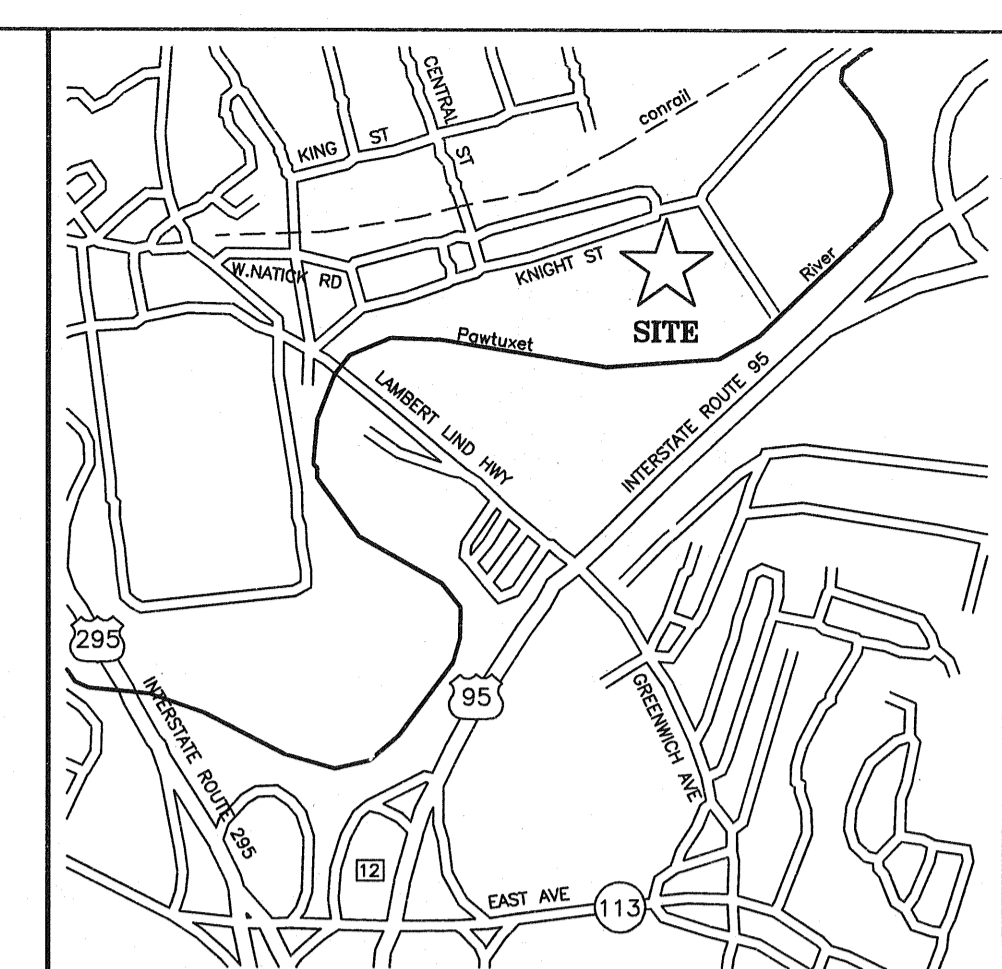 CENTRAL ST
conrail
KING ST
KNIGHT ST
W.NATICK RD
River
SITE
Pawtuxet
LAMBERT LIND HWY
INTERSTATE ROUTE 95
295
95
INTERSTATE ROUTE 295
GREENWICH AVE
12
EAST AVE
113